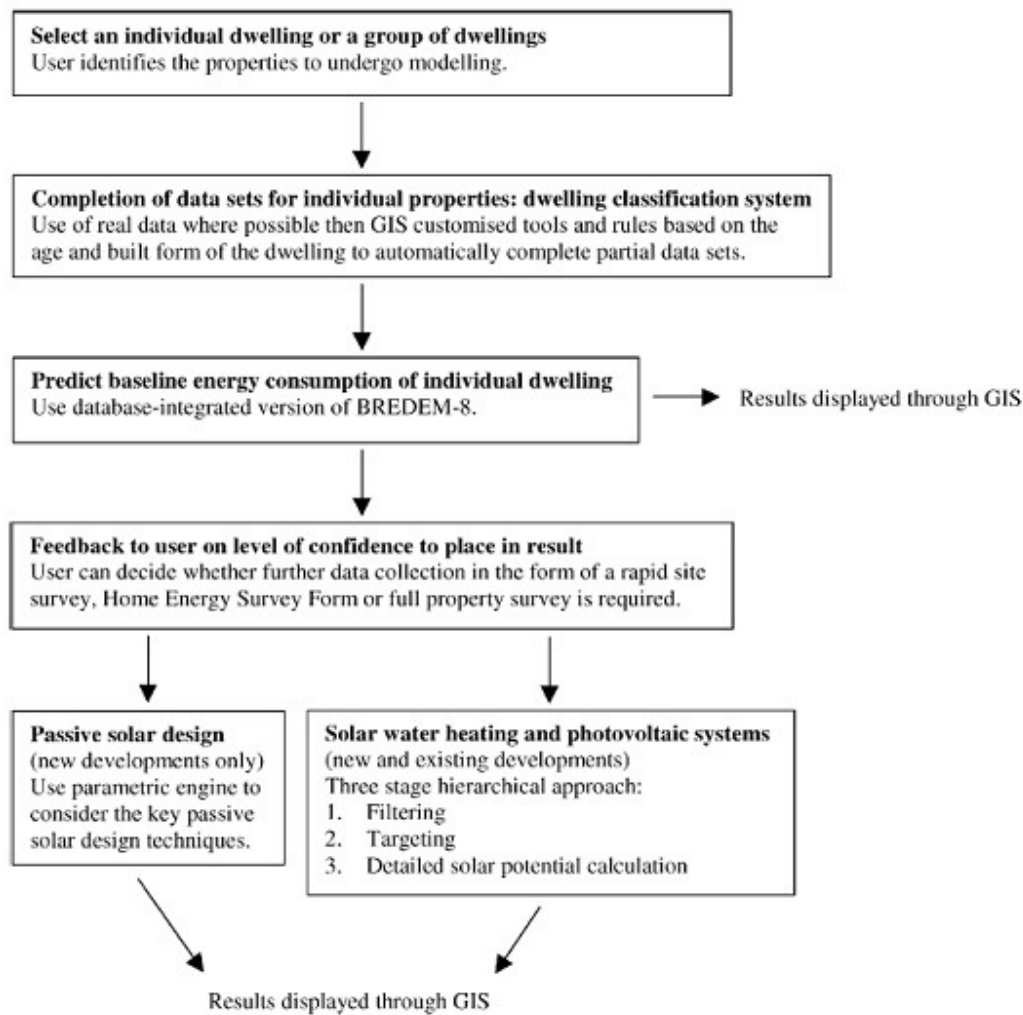 Select an individual dwelling or a group of dwellings
User identifies the properties to undergo modelling.
Completion of data sets for individual properties: dwelling classification system
Use of real data where possible then GIS customised tools and rules based on the
age and built form of the dwelling to automatically complete partial data sets.
Predict baseline energy consumption of individual dwelling
Use database-integrated version of BREDEM-8.
Results displayed through GIS
Feedback to user on level of confidence to place in result
User can decide whether further data collection in the form of a rapid site
survey, Home Energy Survey Form or full property survey is required.
Passive solar design
(new developments only)
Use parametric engine to
consider the key passive
solar design techniques.
Solar water heating and photovoltaic systems
(new and existing developments)
Three stage hierarchical approach:
1. Filtering
2. Targeting
3. Detailed solar potential calculation
Results displayed through GIS